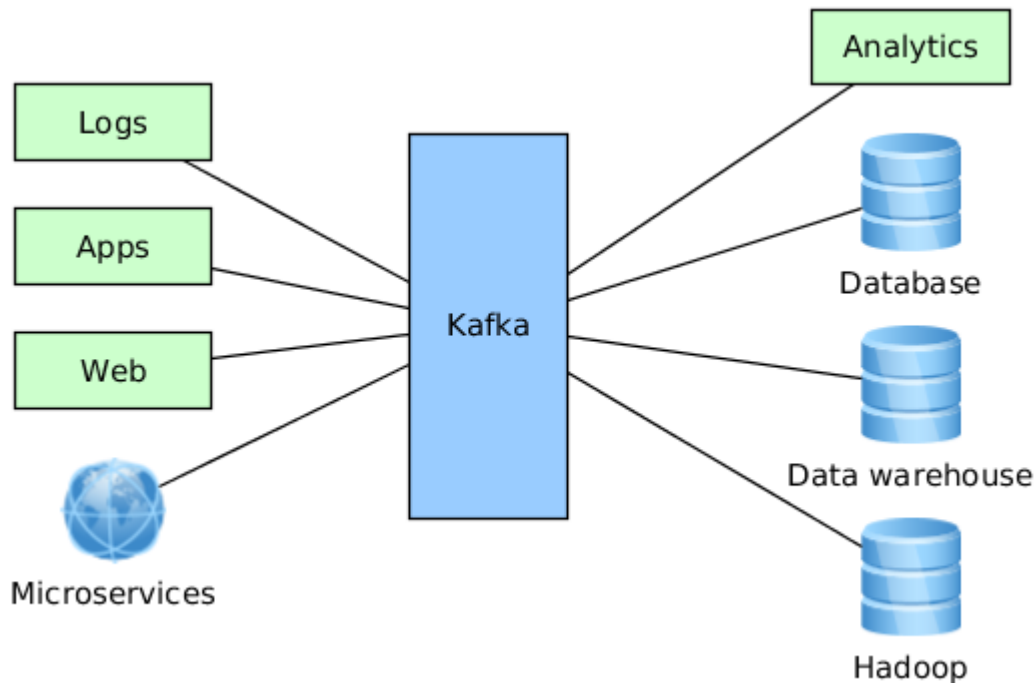 Logs
Apps
Web
Microservices
Kafka
Analytics
Database
Data warehouse
Hadoop